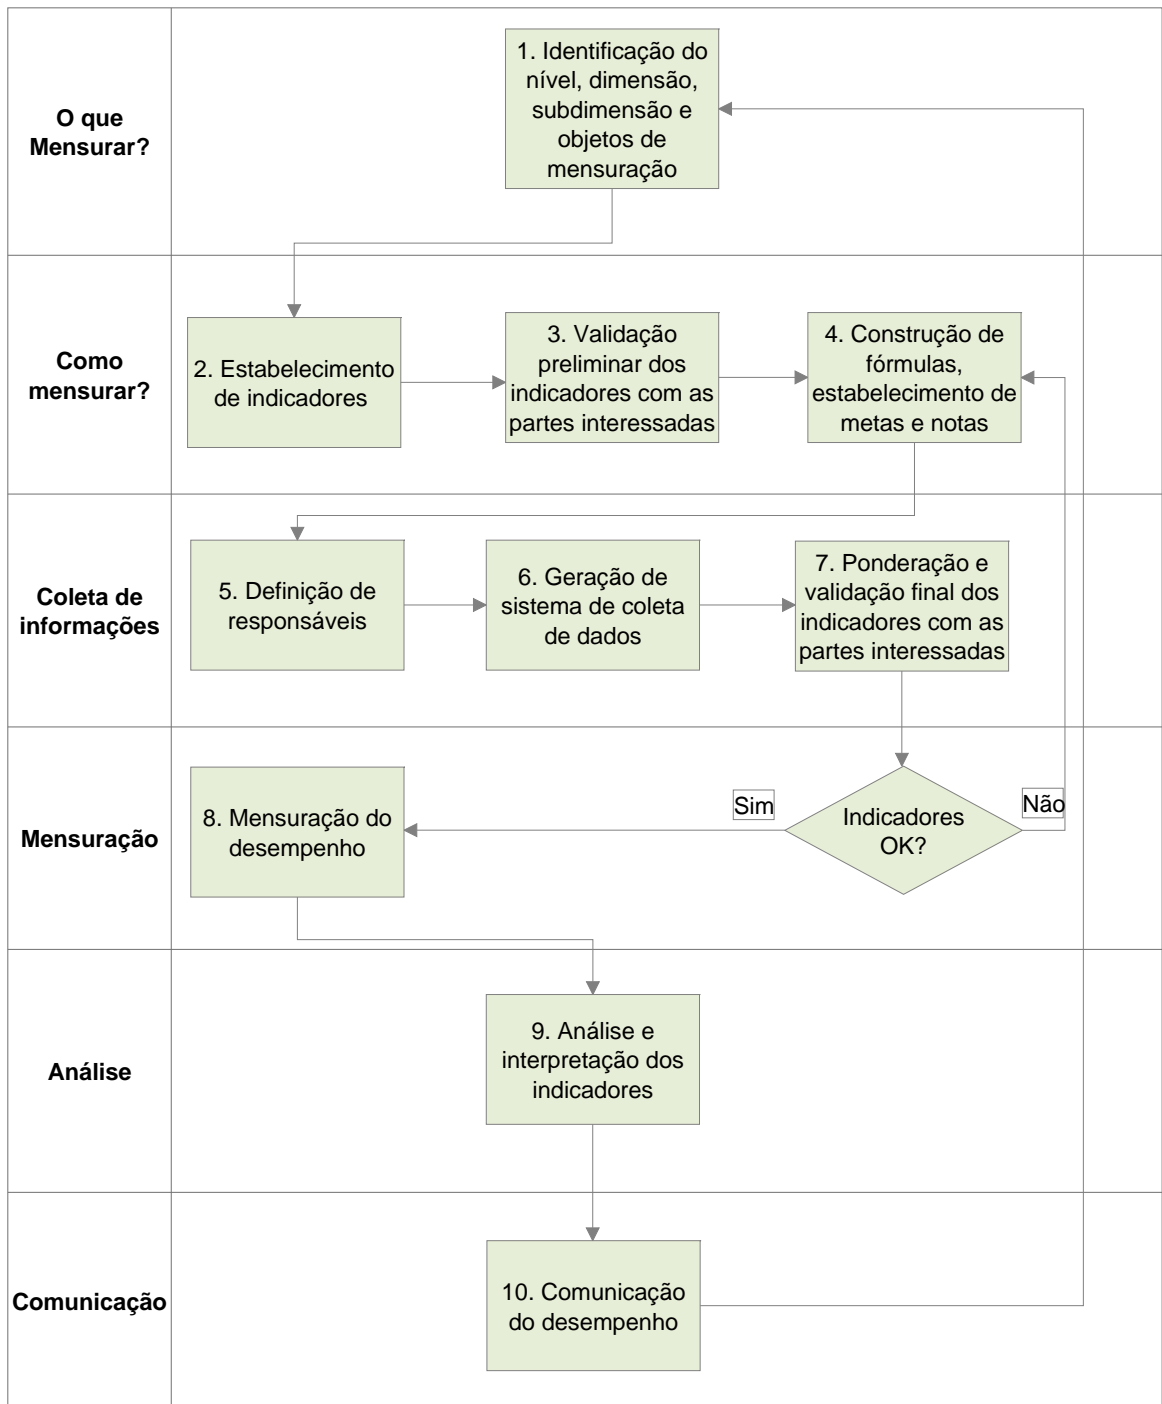 O que
Mensurar?
1. Identificação do
nível, dimensão,
subdimensão e
objetos de
mensuração
Como
mensurar?
2. Estabelecimento
de indicadores
3. Validação
preliminar dos
indicadores com as
partes interessadas
4. Construção de
fórmulas,
estabelecimento de
metas e notas
Coleta de
informações
5. Definição de
responsáveis
6. Geração de
sistema de coleta
de dados
7. Ponderação e
validação final dos
indicadores com as
partes interessadas
Mensuração
8. Mensuração do
desempenho
Sim
Indicadores
OK?
Não
Análise
9. Análise e
interpretação dos
indicadores
Comunicação
10. Comunicação
do desempenho